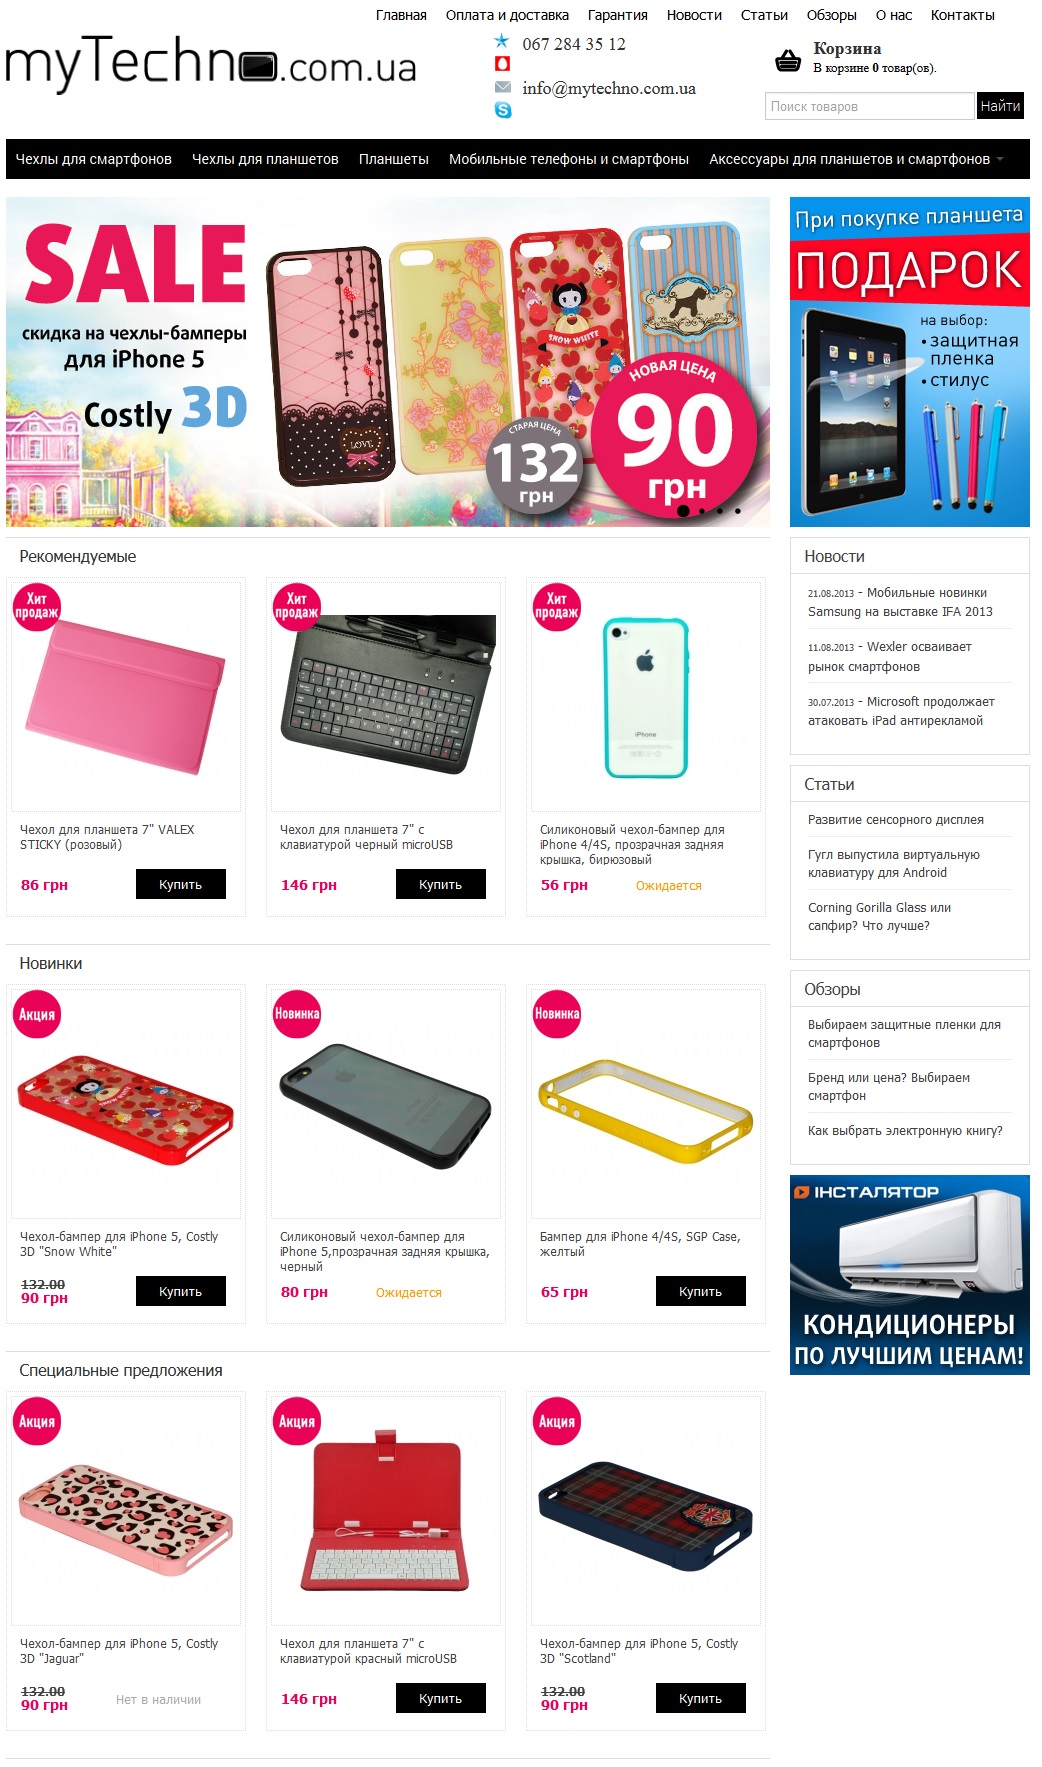 Главная Оплата и доставка Гарантия Новости Статьи Обзоры О нас Контакты
myTechno.com.ua
067 284 35 12
info@mytechno.com.ua
Корзина
В корзине 0 товар(ов).
Поиск товаров
Найти
Чехлы для смартфонов Чехлы для планшетов Планшеты Мобильные телефоны и смартфоны Аксессуары для планшетов и смартфонов
SALE
скидка на чехлы-бамперы
для iPhone 5
Costly 3D
LOVE
SNOW WHITE
СТАРАЯ ЦЕНА
132
грн
НОВАЯ ЦЕНА
90
грн
При покупке планшета
ПОДАРОК
на выбор:
• защитная
пленка
• стилус
Рекомендуемые
Хит
продаж
Хит
продаж
Хит
продаж
iPhone
Чехол для планшета 7" VALEX
STICKY (розовый)
86 грн
Купить
Чехол для планшета 7" с
клавиатурой черный microUSB
146 грн
Купить
Силиконовый чехол-бампер для
iPhone 4/4S, прозрачная задняя
крышка, бирюзовый
56 грн
Ожидается
Новости
21.08.2013 - Мобильные новинки
Samsung на выставке IFA 2013
11.08.2013 - Wexler осваивает
рынок смартфонов
30.07.2013 - Microsoft продолжает
атаковать iPad антирекламой
Статьи
Развитие сенсорного дисплея
Гугл выпустила виртуальную
клавиатуру для Android
Corning Gorilla Glass или
сапфир? Что лучше?
Новинки
Акция
Новинка
Новинка
Чехол-бампер для iPhone 5, Costly
3D "Snow White"
132.00
90 грн
Купить
Силиконовый чехол-бампер для
iPhone 5,прозрачная задняя крышка,
черный
80 грн
Ожидается
Бампер для iPhone 4/4S, SGP Case,
желтый
65 грн
Купить
Обзоры
Выбираем защитные пленки для
смартфонов
Бренд или цена? Выбираем
смартфон
Как выбрать электронную книгу?
ІНСТАЛЯТОР
КОНДИЦИОНЕРЫ
ПО ЛУЧШИМ ЦЕНАМ!
Специальные предложения
Акция
Акция
Акция
Чехол-бампер для iPhone 5, Costly
3D "Jaguar"
132.00
90 грн
Нет в наличии
Чехол для планшета 7" с
клавиатурой красный microUSB
146 грн
Купить
Чехол-бампер для iPhone 5, Costly
3D "Scotland"
132.00
90 грн
Купить